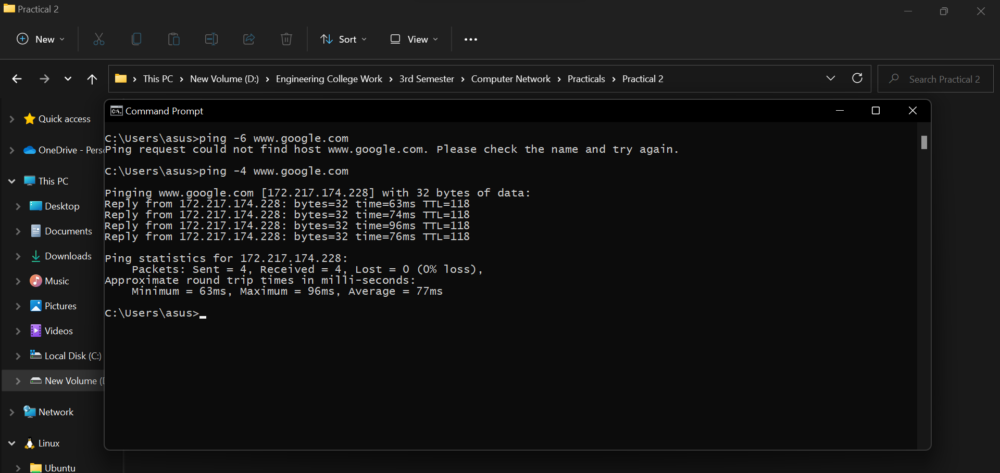 Practical 2
New
Sort
View
This PC > New Volume (D:) > Engineering College Work > 3rd Semester > Computer Network > Practicals > Practical 2
Search Practical 2
Quick access
OneDrive - Pers
This PC
Desktop
Documents
Downloads
Music
Pictures
Videos
Local Disk (C:)
New Volume (
Network
Linux
Ubuntu
Command Prompt
C:\Users\asus>ping -6 www.google.com
Ping request could not find host www.google.com. Please check the name and try again.
C:\Users\asus>ping -4 www.google.com
Pinging www.google.com [172.217.174.228] with 32 bytes of data:
Reply from 172.217.174.228: bytes=32 time=63ms TTL=118
Reply from 172.217.174.228: bytes=32 time=74ms TTL=118
Reply from 172.217.174.228: bytes=32 time=96ms TTL=118
Reply from 172.217.174.228: bytes=32 time=76ms TTL=118
Ping statistics for 172.217.174.228:
    Packets: Sent = 4, Received = 4, Lost = 0 (0% loss),
Approximate round trip times in milli-seconds:
    Minimum = 63ms, Maximum = 96ms, Average = 77ms
C:\Users\asus>